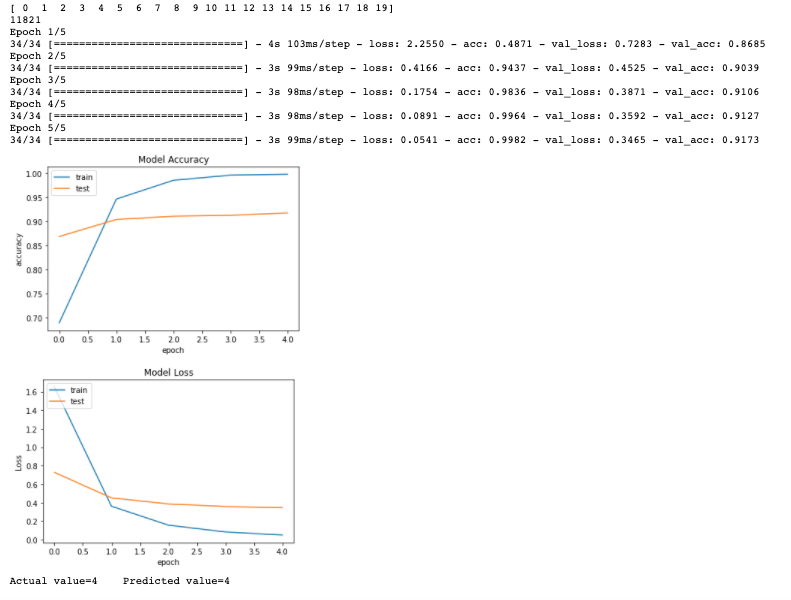 [ 0 1 2 3 4 5 6 7 8 9 10 11 12 13 14 15 16 17 18 19]
11821
Epoch 1/5
34/34 [==============================] - 4s 103ms/step - loss: 2.2550 - acc: 0.4871 - val_loss: 0.7283 - val_acc: 0.8685
Epoch 2/5
34/34 [==============================] - 3s 99ms/step - loss: 0.4166 - acc: 0.9437 - val_loss: 0.4525 - val_acc: 0.9039
Epoch 3/5
34/34 [==============================] - 3s 98ms/step - loss: 0.1754 - acc: 0.9836 - val_loss: 0.3871 - val_acc: 0.9106
Epoch 4/5
34/34 [==============================] - 3s 98ms/step - loss: 0.0891 - acc: 0.9964 - val_loss: 0.3592 - val_acc: 0.9127
Epoch 5/5
34/34 [==============================] - 3s 99ms/step - loss: 0.0541 - acc: 0.9982 - val_loss: 0.3465 - val_acc: 0.9173
Model Accuracy
train
test
1.00
0.95
0.90
0.85
0.80
0.75
0.70
accuracy
0.0 0.5 1.0 1.5 2.0 2.5 3.0 3.5 4.0
epoch
Model Loss
train
test
1.6
1.4
1.2
1.0
0.8
0.6
0.4
0.2
0.0
Loss
0.0 0.5 1.0 1.5 2.0 2.5 3.0 3.5 4.0
epoch
Actual value=4 Predicted value=4